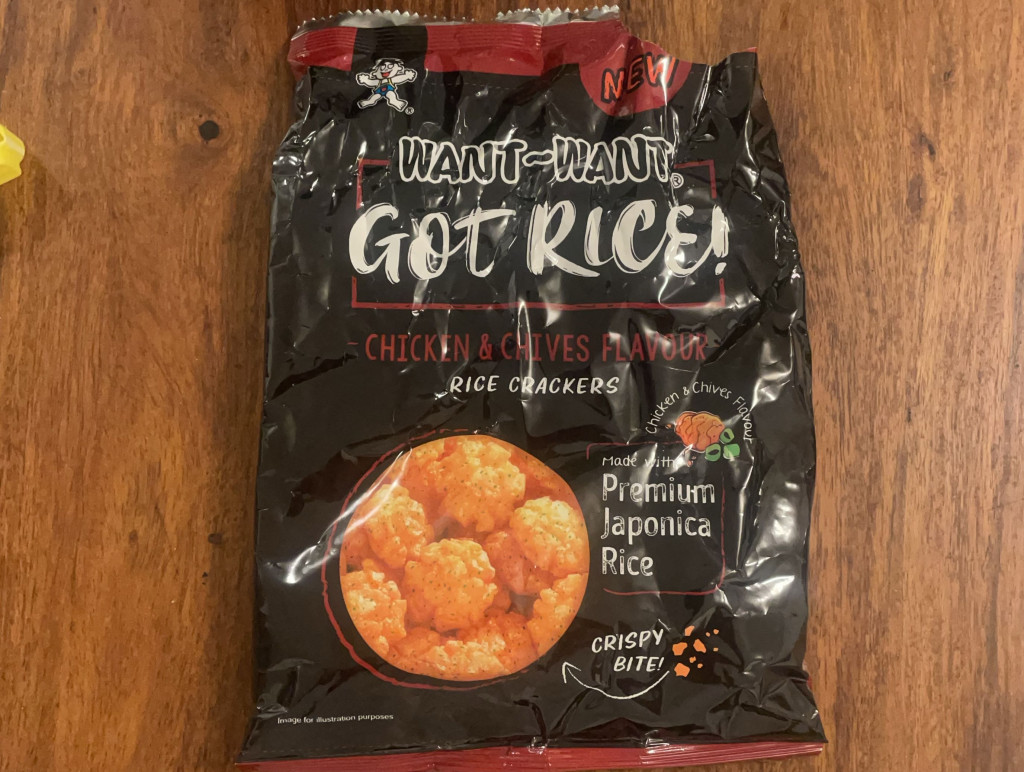 NEW
WANT~WANT®
GOT RICE!
- CHICKEN & CHIVES FLAVOUR -
RICE CRACKERS
Chicken & Chives Flavour
Made with
Premium
Japonica
Rice
CRISPY
BITE!
Image for illustration purposes